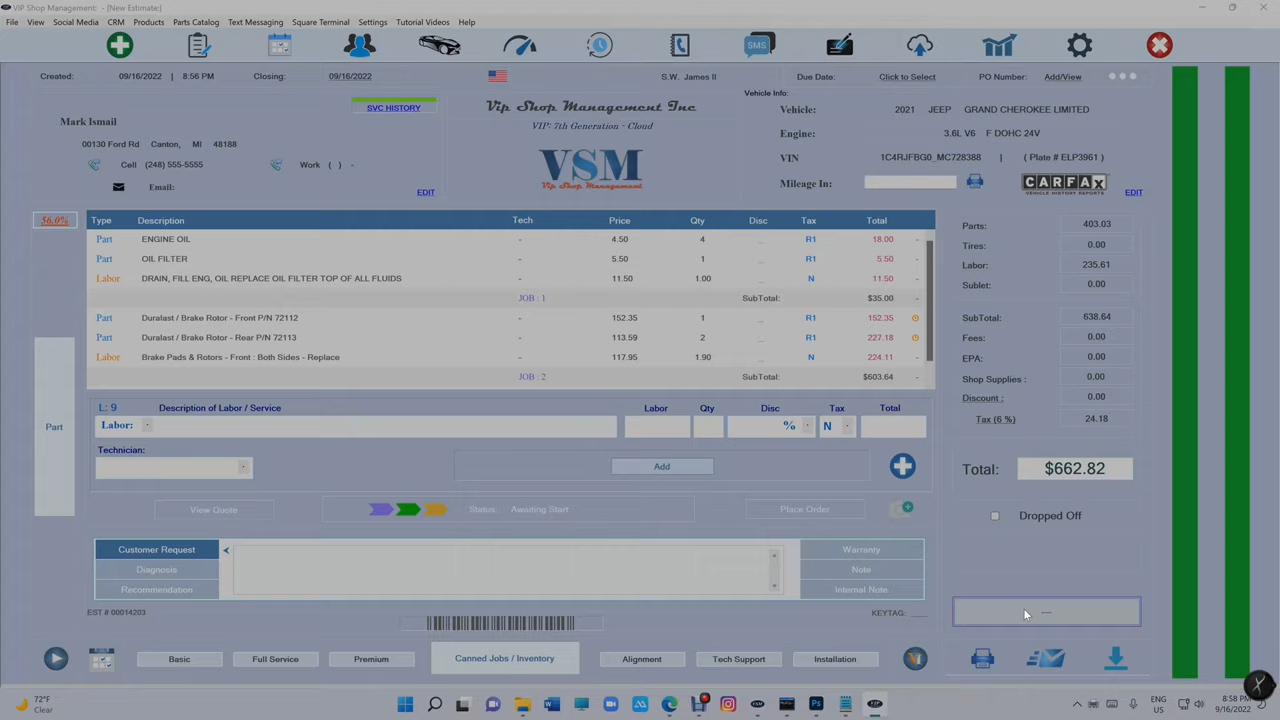 VIP Shop Management: - [New Estimate:]
File View Social Media CRM Products Parts Catalog Text Messaging Square Terminal Settings Tutorial Videos Help
SMS
Created: 09/16/2022 | 8:56 PM Closing: 09/16/2022 S.W. James II Due Date: Click to Select PO Number: Add/View
Vehicle Info:
SVC HISTORY
Vip Shop Management Inc
Vehicle: 2021 JEEP GRAND CHEROKEE LIMITED
Mark Ismail
VIP: 7th Generation - Cloud
Engine: 3.6L V6 F DOHC 24V
00130 Ford Rd Canton, MI 48188
VSM
Vip Shop Management
VIN 1C4RJFBG0_MC728388 | ( Plate # ELP3961 )
Cell (248) 555-5555 Work ( ) -
Mileage In: CARFAX
VEHICLE HISTORY REPORTS
Email:
EDIT EDIT
56.0%
Type Description Tech Price Qty Disc Tax Total
Part ENGINE OIL - 4.50 4 _ R1 18.00 -
Part OIL FILTER - 5.50 1 _ R1 5.50 -
Labor DRAIN, FILL ENG, OIL REPLACE OIL FILTER TOP OF ALL FLUIDS - 11.50 1.00 _ N 11.50 -
JOB : 1 SubTotal: $35.00 -
Part Duralast / Brake Rotor - Front P/N 72112 - 152.35 1 _ R1 152.35
Part Duralast / Brake Rotor - Rear P/N 72113 - 113.59 2 _ R1 227.18
Labor Brake Pads & Rotors - Front : Both Sides - Replace - 117.95 1.90 _ N 224.11
JOB : 2 SubTotal: $603.64 -
Parts: 403.03
Tires: 0.00
Labor: 235.61
Sublet: 0.00
SubTotal: 638.64
Fees: 0.00
EPA: 0.00
Shop Supplies : 0.00
Discount : 0.00
Tax (6 %) 24.18
Total: $662.82
Dropped Off
---
Part
L: 9 Description of Labor / Service Labor Qty Disc Tax Total
Labor: % N
Technician:
Add
View Quote Status: Awaiting Start Place Order
Customer Request Warranty
Diagnosis Note
Recommendation Internal Note
EST # 00014203 KEYTAG: ____
Basic Full Service Premium Canned Jobs / Inventory Alignment Tech Support Installation
72°F
Clear
ENG
US
8:58 PM
9/16/2022